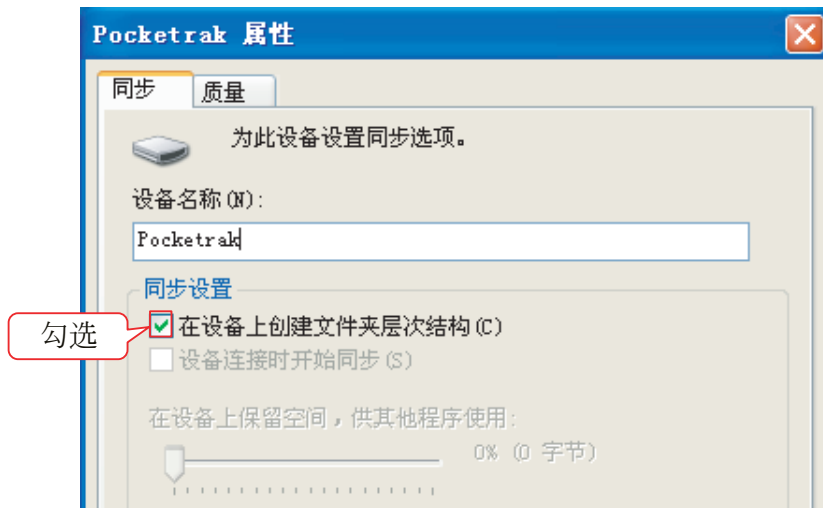 Pocketrak 属性
同步 质量
为此设备设置同步选项。
设备名称(N):
Pocketrak
同步设置
勾选
在设备上创建文件夹层次结构(C)
设备连接时开始同步(S)
在设备上保留空间，供其他程序使用:
0% (0 字节)